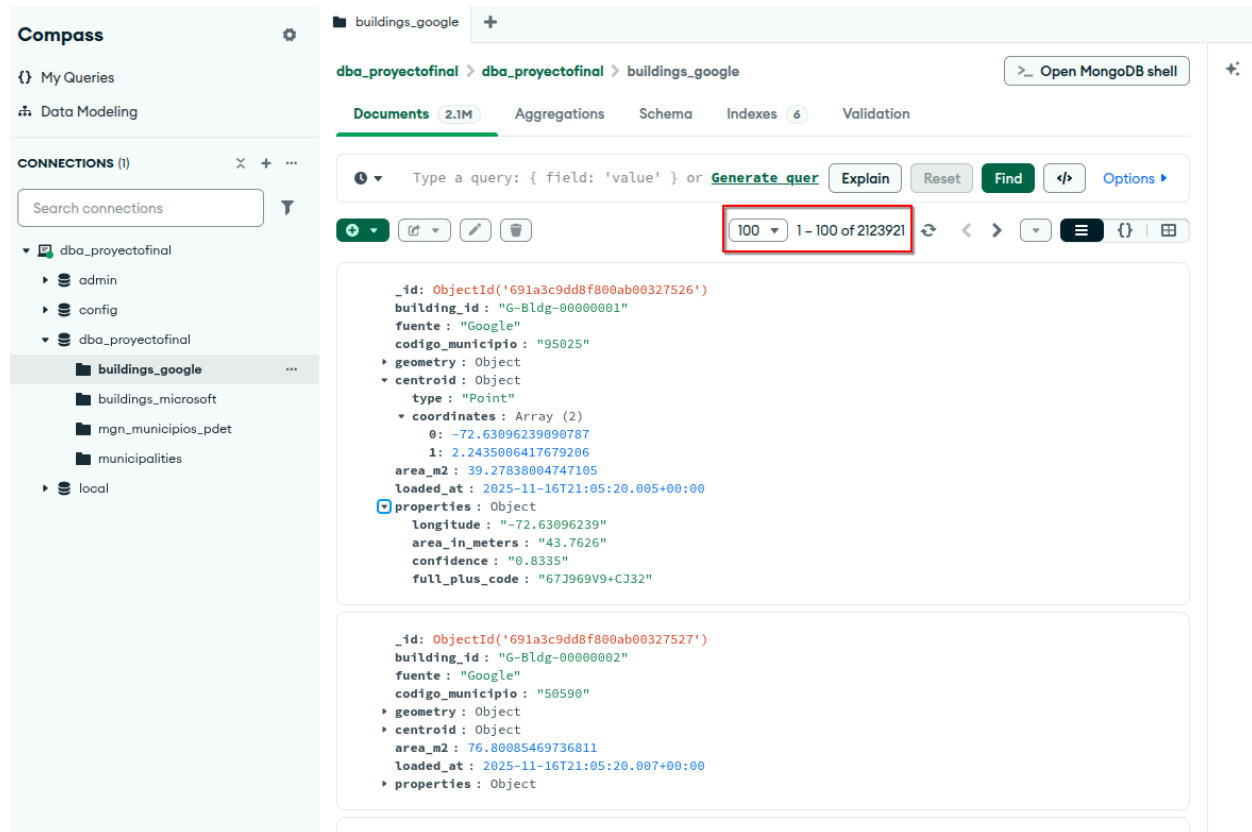 Compass
{} My Queries
Data Modeling
CONNECTIONS (1)
Search connections
dba_proyectofinal
admin
config
dba_proyectofinal
buildings_google
buildings_microsoft
mgn_municipios_pdet
municipalities
local
buildings_google
dba_proyectofinal > dba_proyectofinal > buildings_google
>_ Open MongoDB shell
Documents 2.1M Aggregations Schema Indexes 6 Validation
Type a query: { field: 'value' } or Generate quer Explain Reset Find </> Options
100 1 – 100 of 2123921 {}
_id: ObjectId('691a3c9dd8f800ab00327526')
building_id : "G-Bldg-00000001"
fuente : "Google"
codigo_municipio : "95025"
geometry : Object
centroid : Object
type : "Point"
coordinates : Array (2)
0: -72.63096239090787
1: 2.2435006417679206
area_m2 : 39.27838004747105
loaded_at : 2025-11-16T21:05:20.005+00:00
properties : Object
longitude : "-72.63096239"
area_in_meters : "43.7626"
confidence : "0.8335"
full_plus_code : "67J969V9+CJ32"
_id: ObjectId('691a3c9dd8f800ab00327527')
building_id : "G-Bldg-00000002"
fuente : "Google"
codigo_municipio : "50590"
geometry : Object
centroid : Object
area_m2 : 76.80085469736811
loaded_at : 2025-11-16T21:05:20.007+00:00
properties : Object